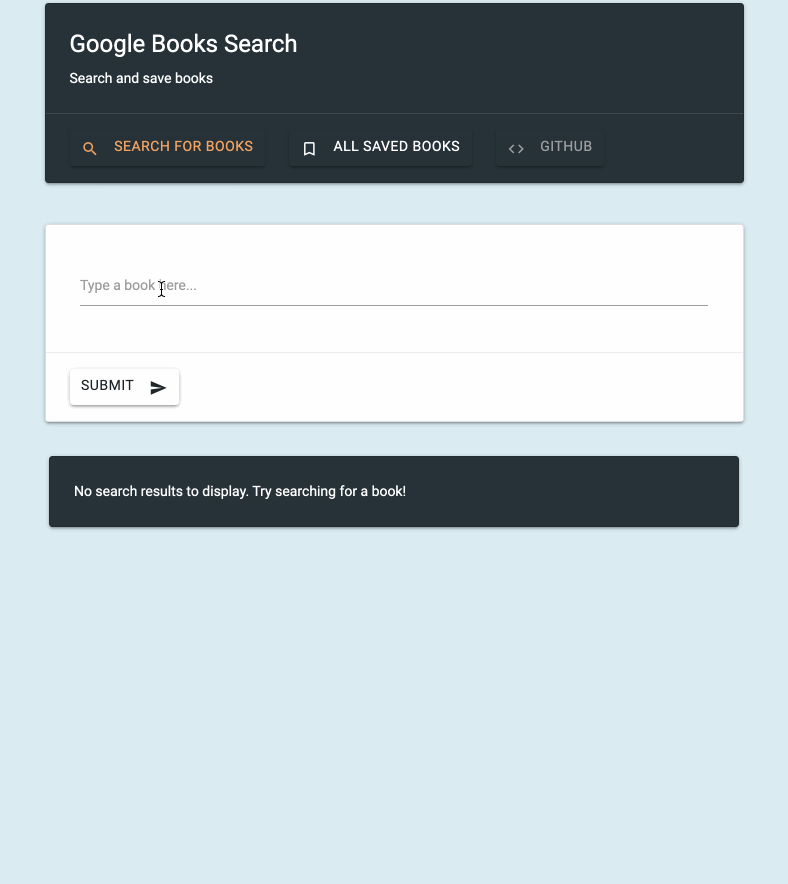 Google Books Search
Search and save books
SEARCH FOR BOOKS
ALL SAVED BOOKS
GITHUB
Type a book here...
SUBMIT
No search results to display. Try searching for a book!